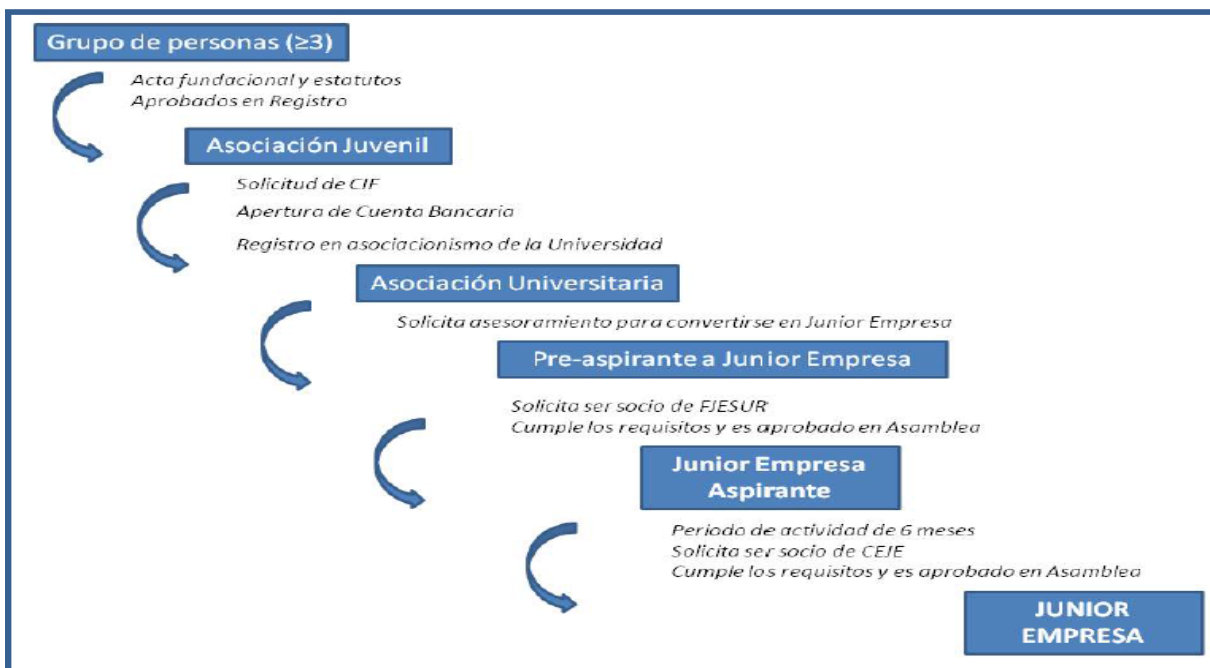 Grupo de personas (≥3)
Acta fundacional y estatutos
Aprobados en Registro
Asociación Juvenil
Solicitud de CIF
Apertura de Cuenta Bancaria
Registro en asociacionismo de la Universidad
Asociación Universitaria
Solicita asesoramiento para convertirse en Junior Empresa
Pre-aspirante a Junior Empresa
Solicita ser socio de FJESUR
Cumple los requisitos y es aprobado en Asamblea
Junior Empresa
Aspirante
Período de actividad de 6 meses
Solicita ser socio de CEJE
Cumple los requisitos y es aprobado en Asamblea
JUNIOR
EMPRESA